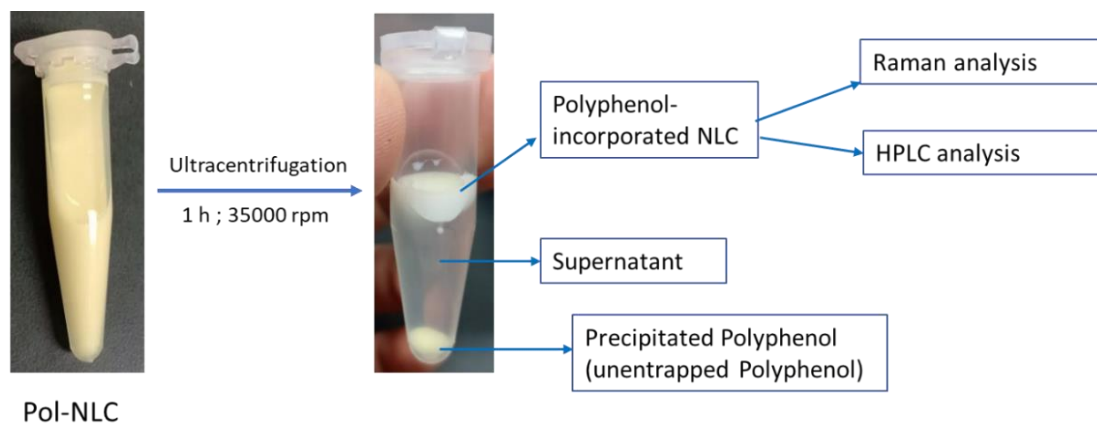 Raman analysis
Polyphenol-
incorporated NLC
HPLC analysis
Ultracentrifugation
1 h ; 35000 rpm
Supernatant
Precipitated Polyphenol
(unentrapped Polyphenol)
Pol-NLC